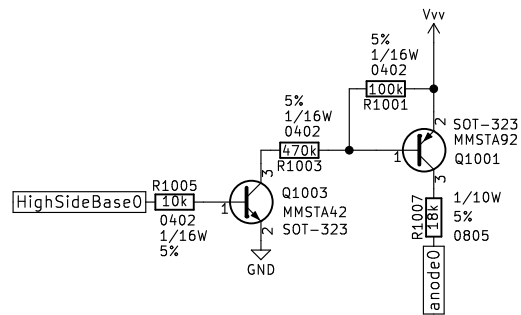 Vvv
5%
1/16W
0402
100k
R1001
2
SOT-323
MMSTA92
Q1001
1
3
5%
1/16W
0402
470k
R1003
3
R1005
10k
HighSideBase0
0402
1/16W
5%
1
Q1003
MMSTA42
SOT-323
2
GND
R1007
18k
1/10W
5%
0805
anode0